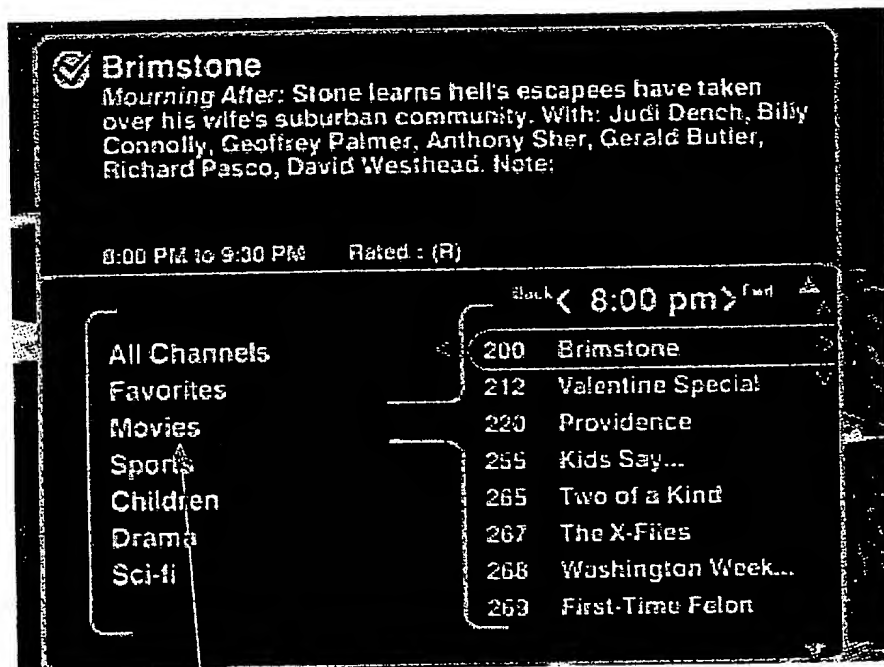 Brimstone
Mourning After: Stone learns hell's escapees have taken
over his wife's suburban community. With: Judi Dench, Billy
Connolly, Geoffrey Palmer, Anthony Sher, Gerald Butler,
Richard Pasco, David Westhead. Note:
8:00 PM to 9:30 PM Rated : (R)
Back < 8:00 pm > Fwd
All Channels
Favorites
Movies
Sports
Children
Drama
Sci-fi
200 Brimstone
212 Valentine Special
220 Providence
255 Kids Say...
265 Two of a Kind
267 The X-Files
268 Washington Week...
269 First-Time Felon